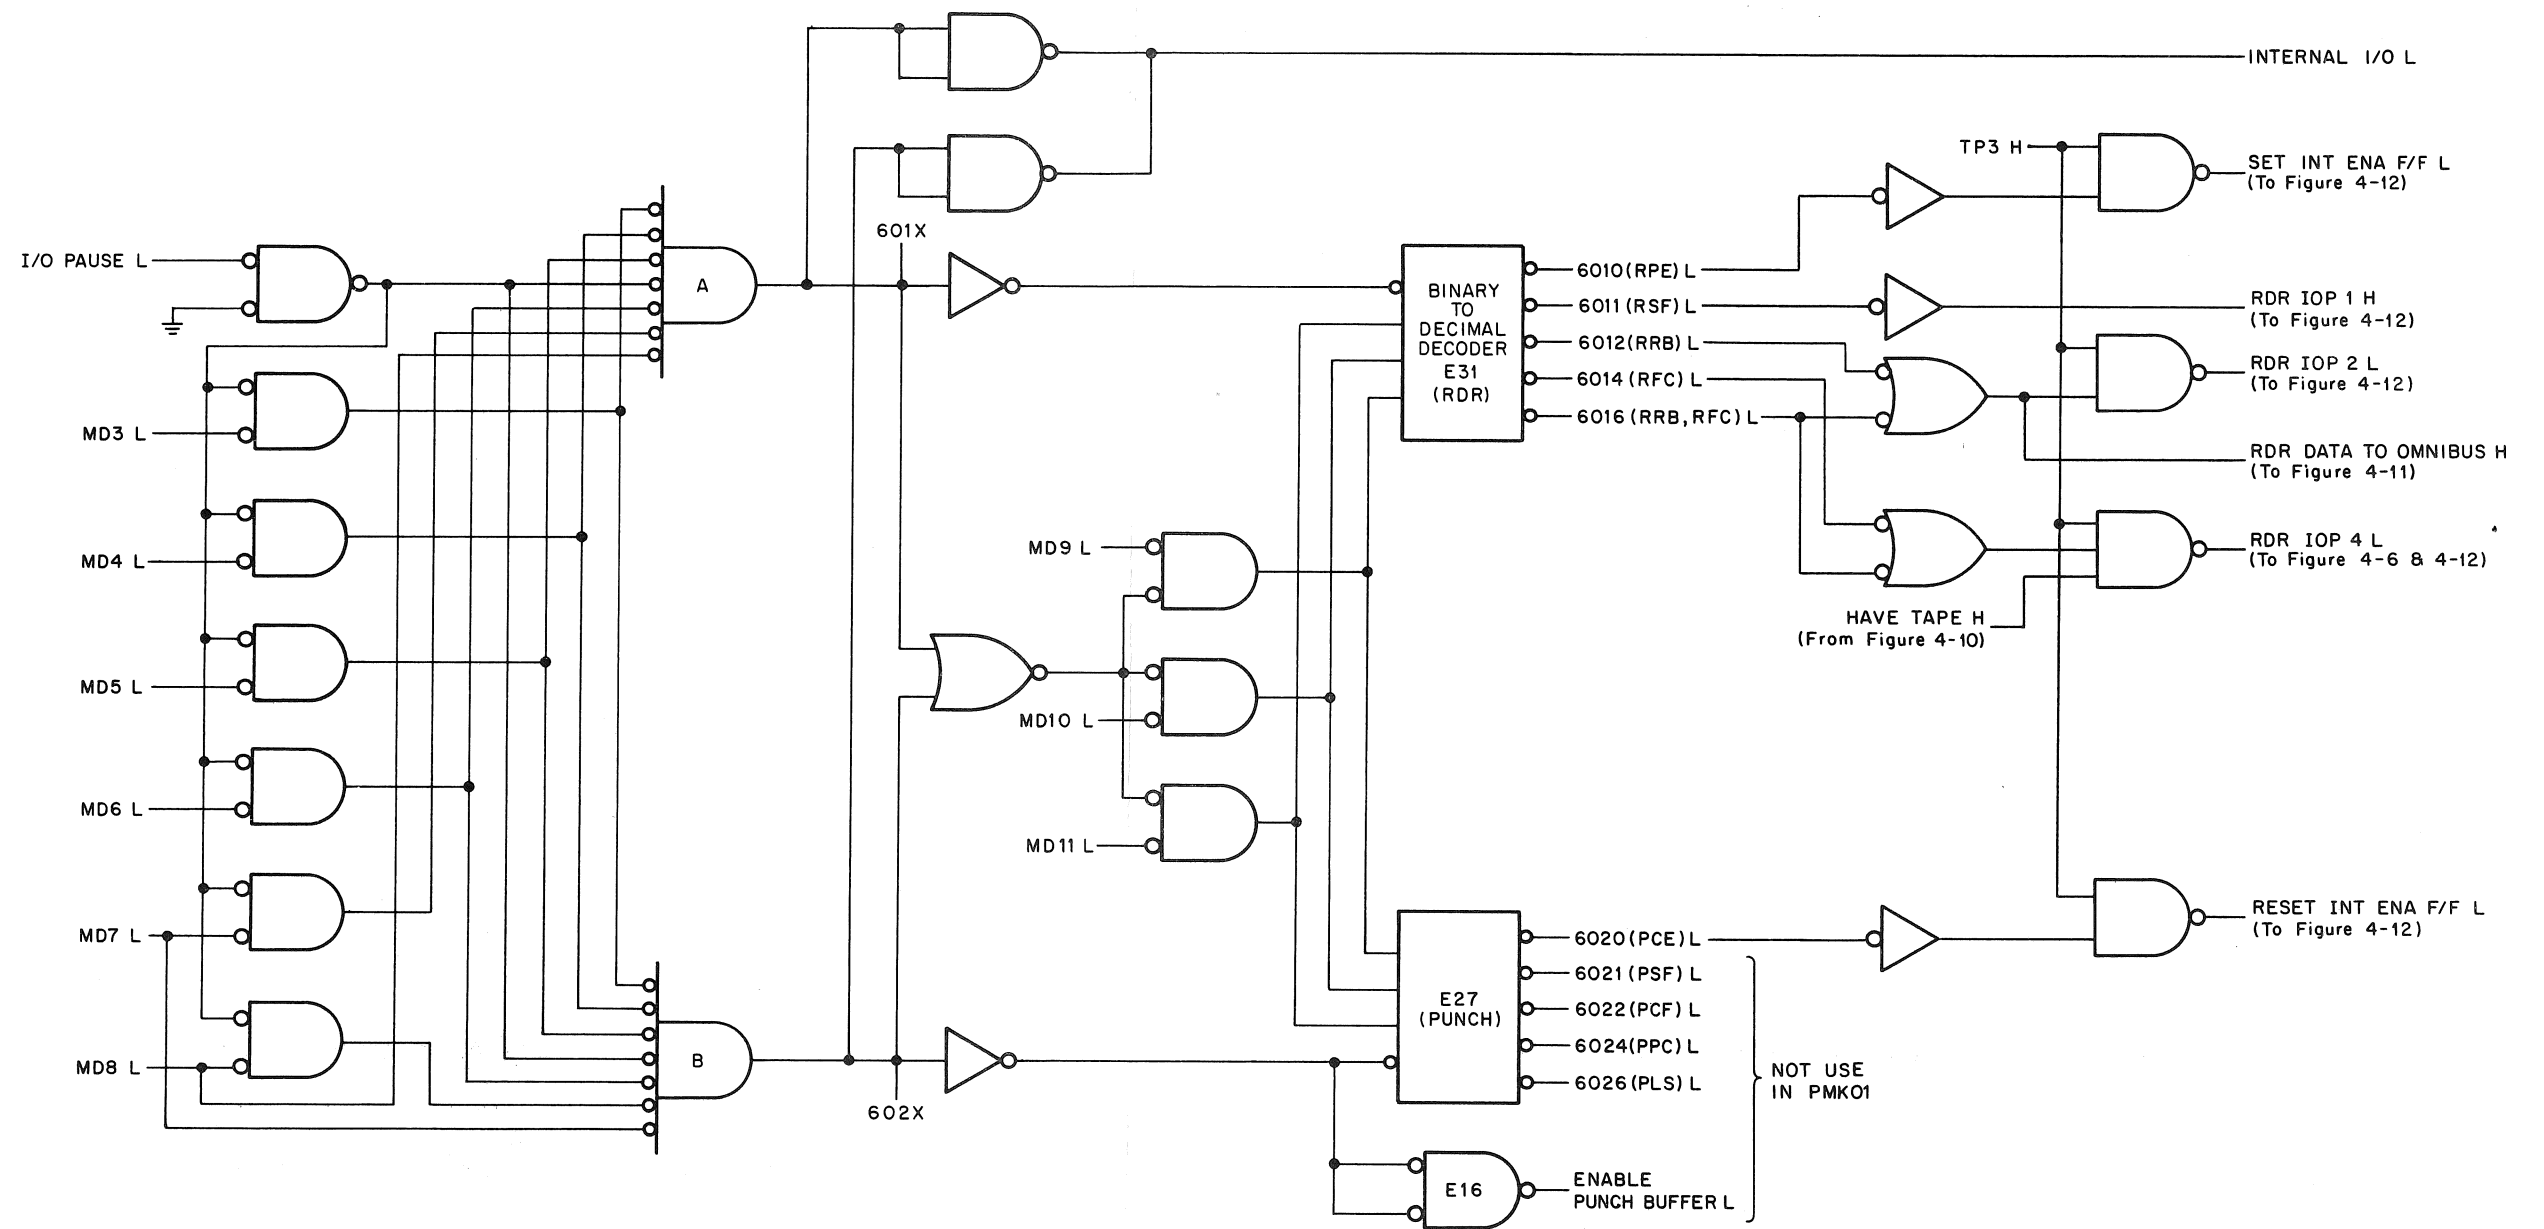 INTERNAL I/O L
TP3 H
SET INT ENA F/F L
(To Figure 4-12)
601X
I/O PAUSE L
A
BINARY
TO
DECIMAL
DECODER
E31
(RDR)
6010(RPE) L
6011(RSF) L
6012(RRB) L
6014(RFC) L
6016(RRB,RFC) L
RDR IOP 1 H
(To Figure 4-12)
RDR IOP 2 L
(To Figure 4-12)
RDR DATA TO OMNIBUS H
(To Figure 4-11)
RDR IOP 4 L
(To Figure 4-6 & 4-12)
HAVE TAPE H
(From Figure 4-10)
MD3 L
MD4 L
MD5 L
MD6 L
MD7 L
MD8 L
MD9 L
MD10 L
MD11 L
B
602X
E27
(PUNCH)
6020(PCE) L
6021(PSF) L
6022(PCF) L
6024(PPC) L
6026(PLS) L
RESET INT ENA F/F L
(To Figure 4-12)
NOT USE
IN PMK01
E16
ENABLE
PUNCH BUFFER L